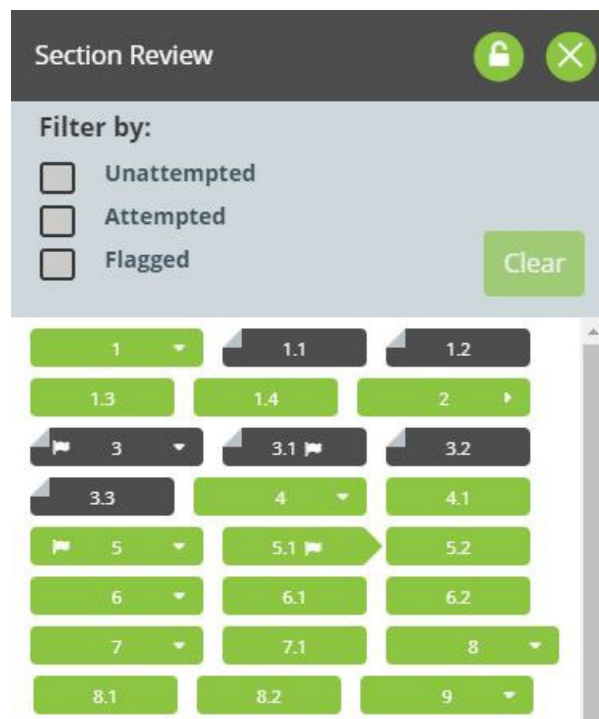 Section Review
Filter by:
Unattempted
Attempted
Flagged
Clear
1 1.1 1.2
1.3 1.4 2
3 3.1 3.2
3.3 4 4.1
5 5.1 5.2
6 6.1 6.2
7 7.1 8
8.1 8.2 9